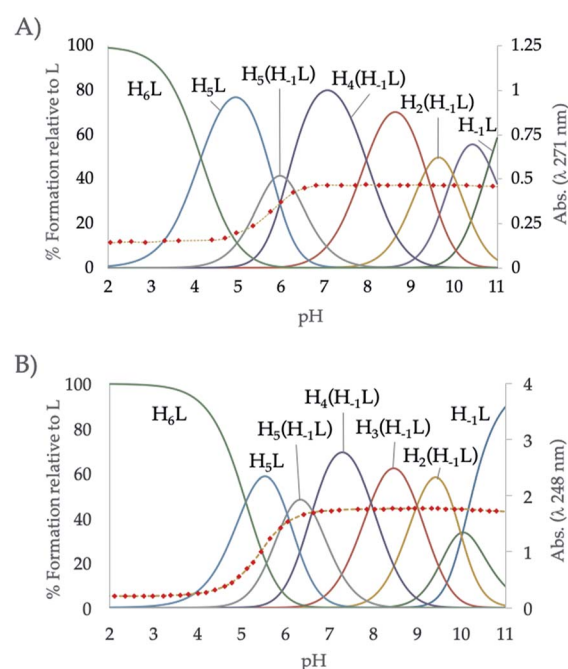 A)
100
80
60
40
20
0
% Formation relative to L
H₆L
H₅L
H₅(H₋₁L)
H₄(H₋₁L)
H₂(H₋₁L)
H₋₁L
1.25
1
0.75
0.5
0.25
0
Abs. (λ 271 nm)
2 3 4 5 6 7 8 9 10 11
pH
B)
100
80
60
40
20
0
% Formation relative to L
H₆L
H₅L
H₅(H₋₁L)
H₄(H₋₁L)
H₃(H₋₁L)
H₂(H₋₁L)
H₋₁L
4
3
2
1
0
Abs. (λ 248 nm)
2 3 4 5 6 7 8 9 10 11
pH